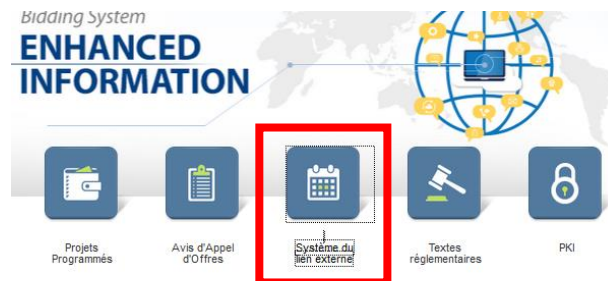 Bidding System
ENHANCED
INFORMATION
Projets
Programmés
Avis d'Appel
d'Offres
Système du
lien externe
Textes
réglementaires
PKI